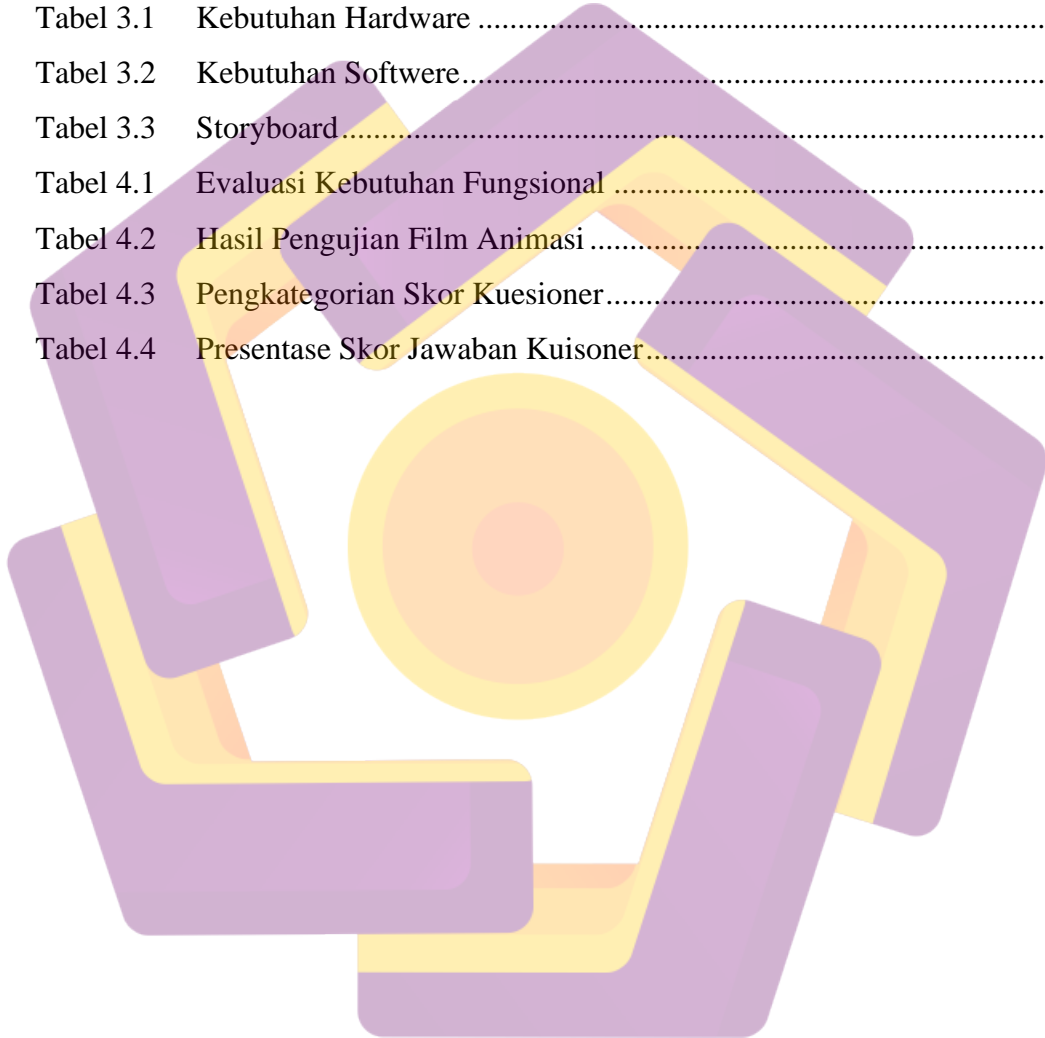 Tabel 3.1 Kebutuhan Hardware ........................................................................
Tabel 3.2 Kebutuhan Softwere..........................................................................
Tabel 3.3 Storyboard.........................................................................................
Tabel 4.1 Evaluasi Kebutuhan Fungsional .......................................................
Tabel 4.2 Hasil Pengujian Film Animasi ..........................................................
Tabel 4.3 Pengkategorian Skor Kuesioner........................................................
Tabel 4.4 Presentase Skor Jawaban Kuisoner...................................................